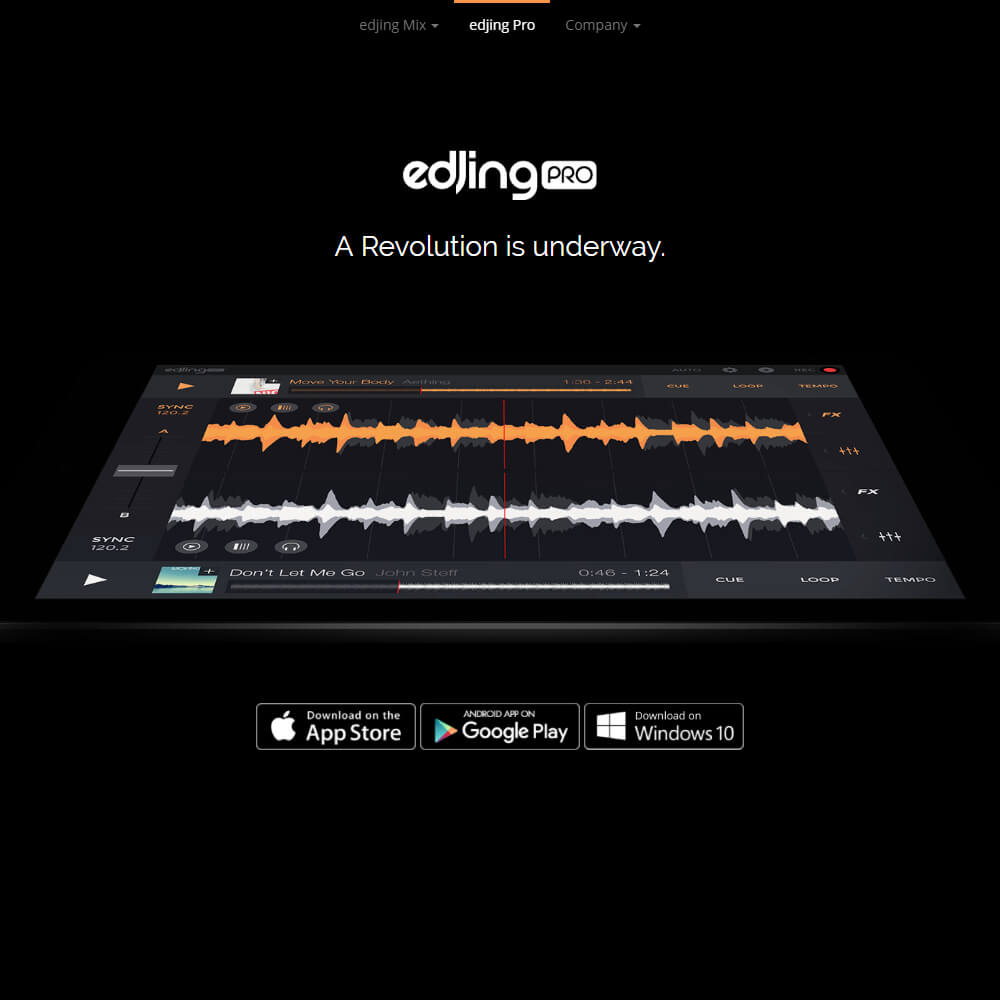 edjing Mix
edjing Pro
Company
edjing PRO
A Revolution is underway.
AUTO
REC
Move Your Body Aething
1:30 - 2:44
CUE
LOOP
TEMPO
SYNC
120.2
A
FX
FX
B
SYNC
120.2
Don't Let Me Go John Steff
0:46 - 1:24
CUE
LOOP
TEMPO
Download on the
App Store
ANDROID APP ON
Google Play
Download on
Windows 10